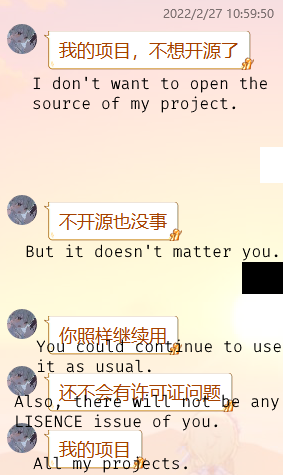 2022/2/27 10:59:50
我的项目，不想开源了
I don't want to open the
source of my project.
不开源也没事
But it doesn't matter you.
你照样继续用
You could continue to use
it as usual.
还不会有许可证问题
Also, there will not be any
LISENCE issue of you.
我的项目
All my projects.